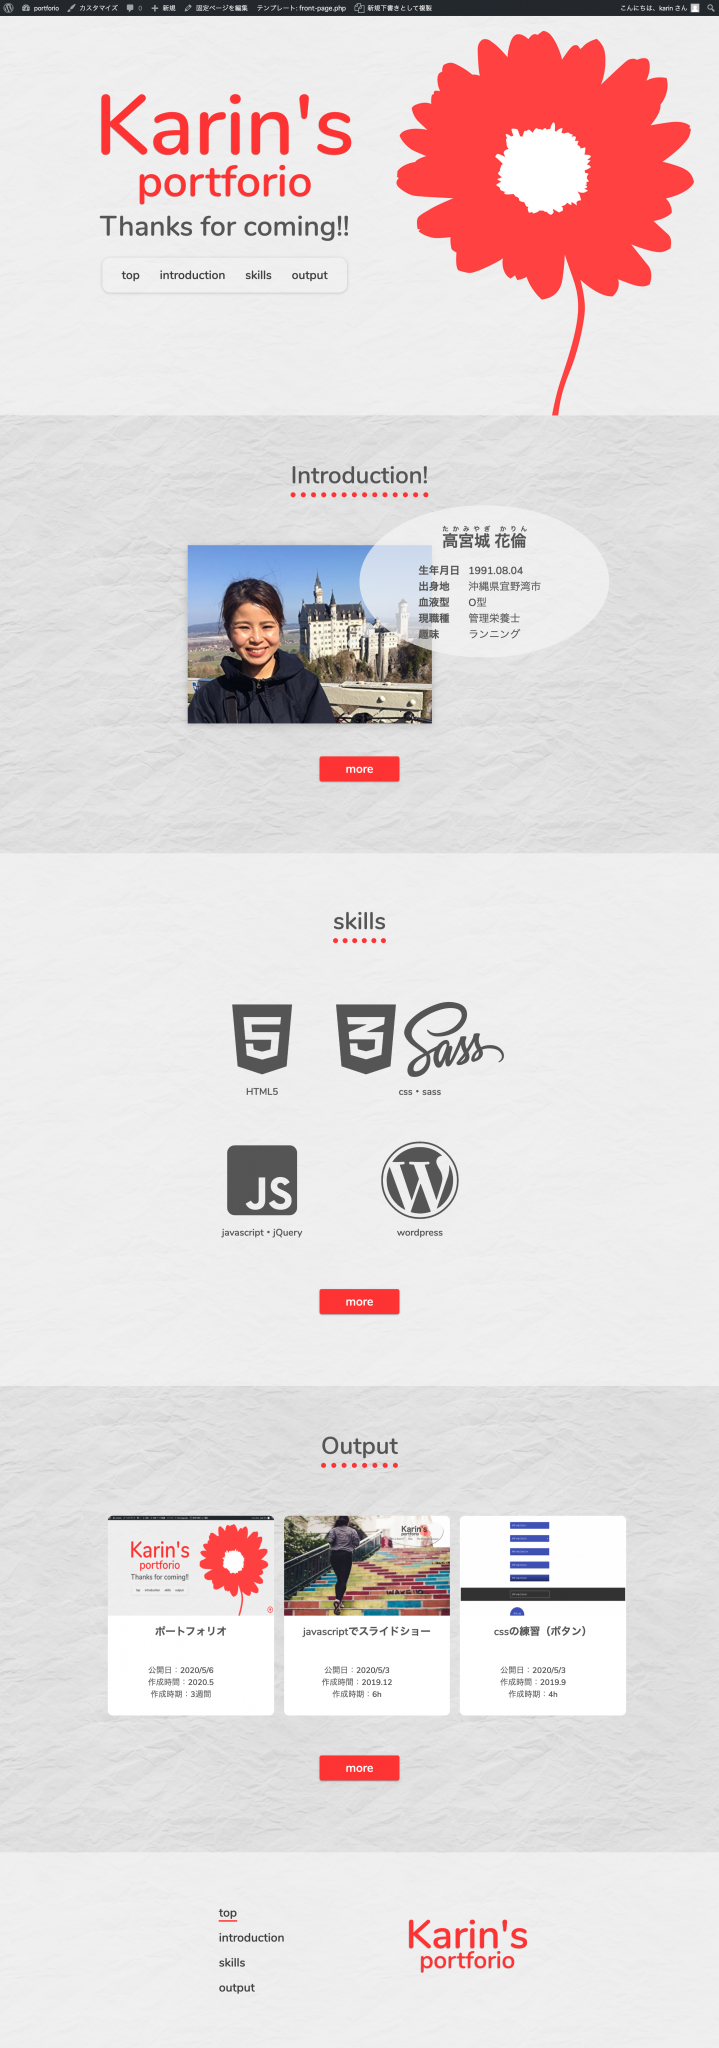 portforio カスタマイズ 0 新規 固定ページを編集 テンプレート: front-page.php 新規下書きとして複製 こんにちは、karin さん
Karin's
portforio
Thanks for coming!!
top introduction skills output
Introduction!
たかみやぎ かりん
高宮城 花倫
生年月日 1991.08.04
出身地 沖縄県宜野湾市
血液型 O型
現職種 管理栄養士
趣味 ランニング
more
skills
HTML5
css・sass
JS
javascript・jQuery
wordpress
more
Output
Karin's
portforio
Thanks for coming!!
top introduction skills output
ポートフォリオ
公開日：2020/5/6
作成時間：2020.5
作成時期：3週間
Karin's
portforio
javascriptでスライドショー
公開日：2020/5/3
作成時間：2019.12
作成時期：6h
cssの練習（ボタン）
公開日：2020/5/3
作成時間：2019.9
作成時期：4h
more
top
introduction
skills
output
Karin's
portforio